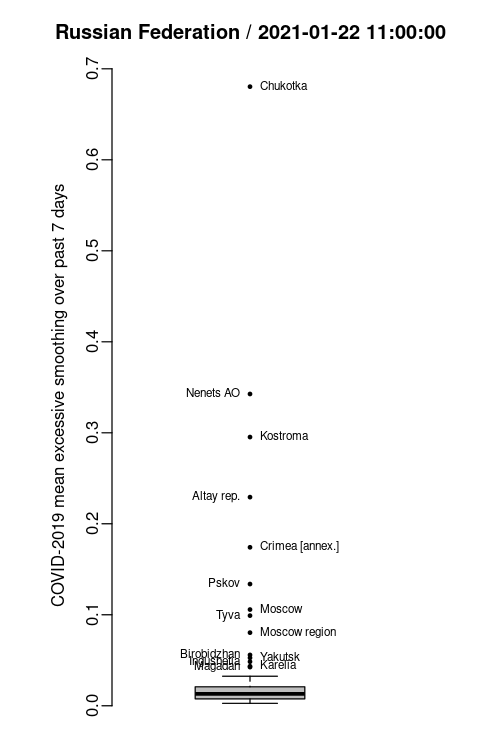 Russian Federation / 2021-01-22 11:00:00
COVID-2019 mean excessive smoothing over past 7 days
0.7
0.6
0.5
0.4
0.3
0.2
0.1
0.0
Chukotka
Nenets AO
Kostroma
Altay rep.
Crimea [annex.]
Pskov
Moscow
Tyva
Moscow region
Birobidzhan
Yakutsk
Ingushetia
Karelia
Magadan